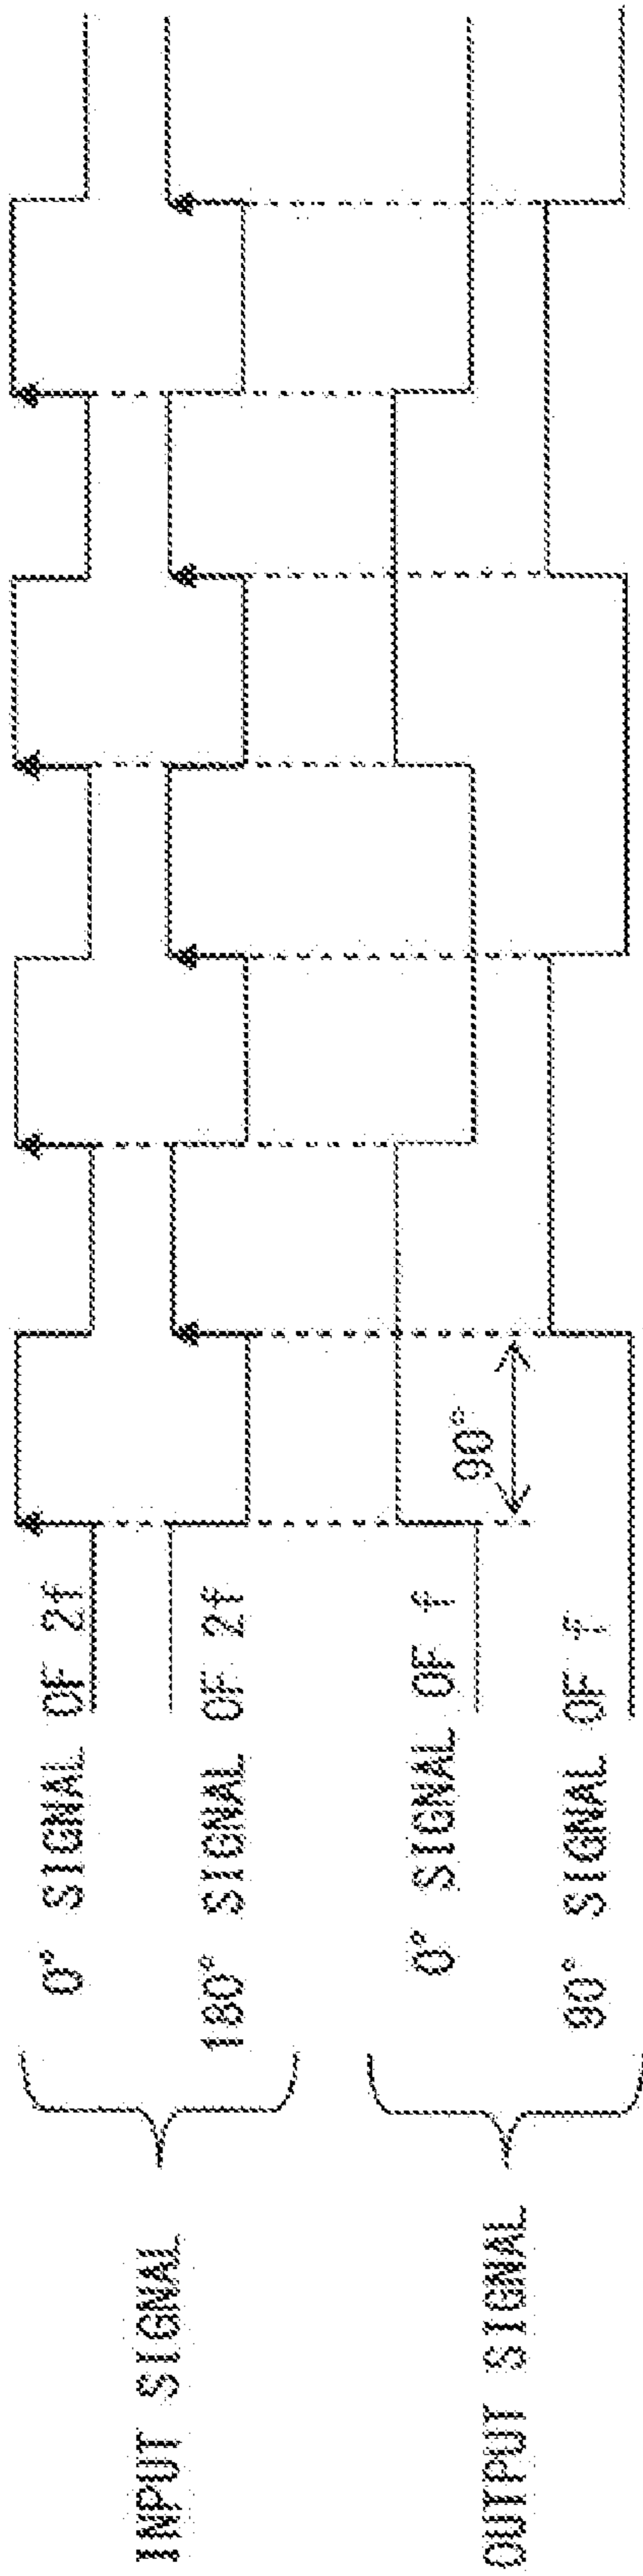 INPUT SIGNAL
0° SIGNAL OF 2f
180° SIGNAL OF 2f
OUTPUT SIGNAL
0° SIGNAL OF f
90° SIGNAL OF f
90°